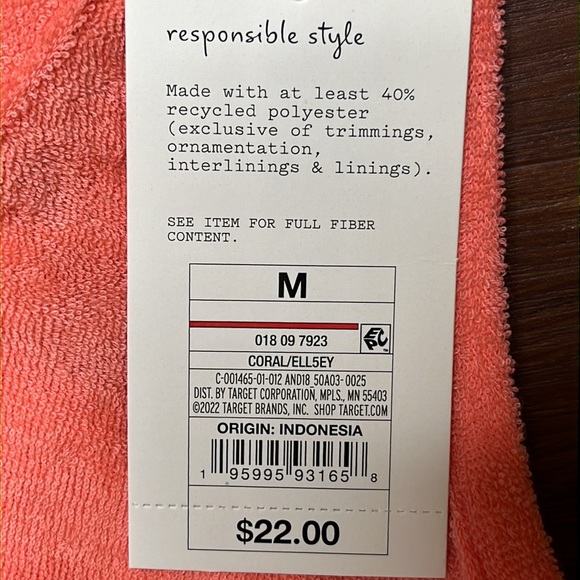 responsible style
Made with at least 40%
recycled polyester
(exclusive of trimmings,
ornamentation,
interlinings & linings).
SEE ITEM FOR FULL FIBER
CONTENT.
M
018 09 7923
EPC™
CORAL/ELL5EY
C-001465-01-012 AND18_50A03-0025
DIST. BY TARGET CORPORATION, MPLS., MN 55403
©2022 TARGET BRANDS, INC. SHOP TARGET.COM
ORIGIN: INDONESIA
1 95995 93165 8
$22.00